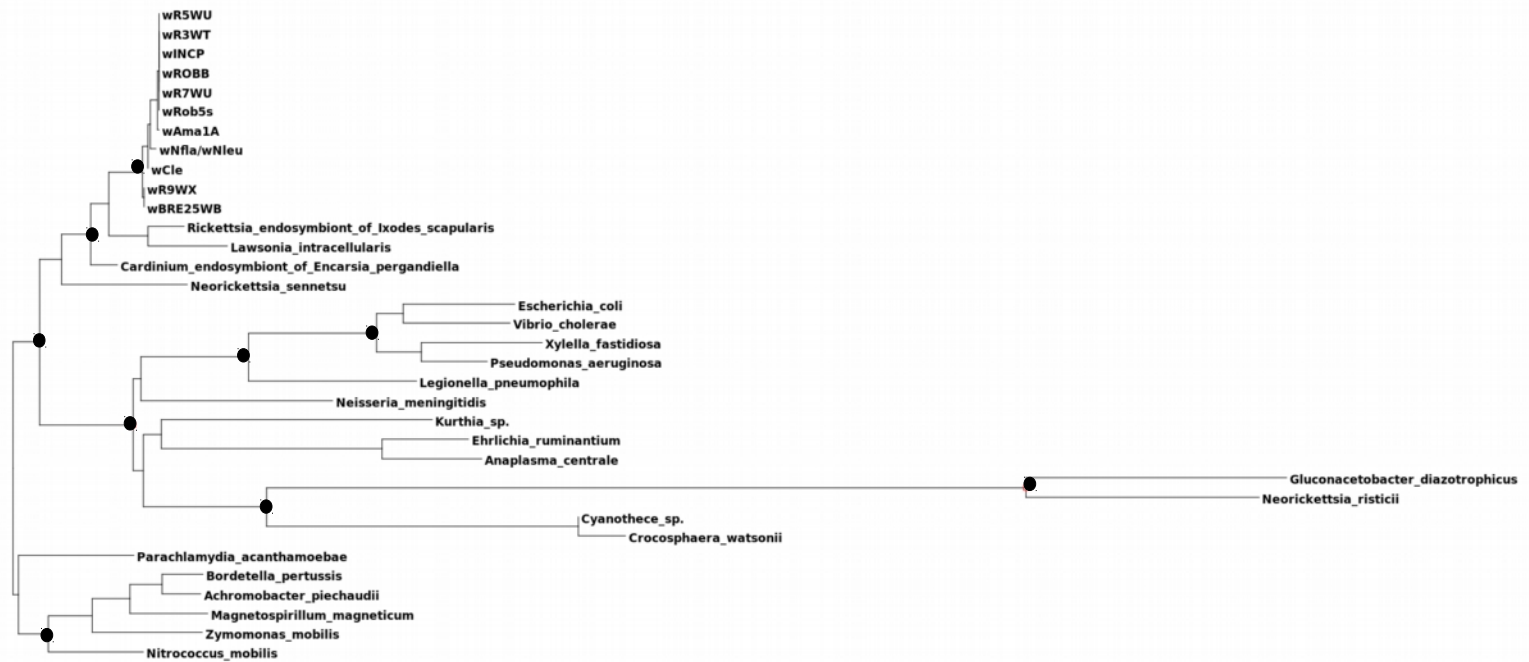 wR5WU
wR3WT
wINCP
wROBB
wR7WU
wRob5s
wAma1A
wNfla/wNleu
wCle
wR9WX
wBRE25WB
Rickettsia_endosymbiont_of_Ixodes_scapularis
Lawsonia_intracellularis
Cardinium_endosymbiont_of_Encarsia_pergandiella
Neorickettsia_sennetsu
Escherichia_coli
Vibrio_cholerae
Xylella_fastidiosa
Pseudomonas_aeruginosa
Legionella_pneumophila
Neisseria_meningitidis
Kurthia_sp.
Ehrlichia_ruminantium
Anaplasma_centrale
Gluconacetobacter_diazotrophicus
Neorickettsia_risticii
Cyanothece_sp.
Crocosphaera_watsonii
Parachlamydia_acanthamoebae
Bordetella_pertussis
Achromobacter_piechaudii
Magnetospirillum_magneticum
Zymomonas_mobilis
Nitrococcus_mobilis